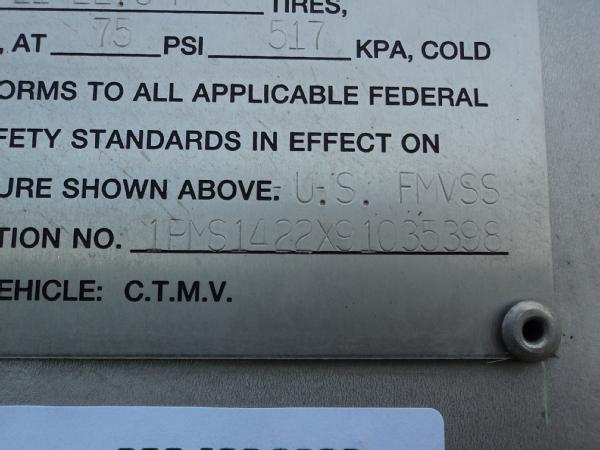 TIRES,
, AT 75 PSI 517 KPA, COLD
ORMS TO ALL APPLICABLE FEDERAL
FETY STANDARDS IN EFFECT ON
URE SHOWN ABOVE. U.S. FMVSS
TION NO. 1PMS1422X91035398
EHICLE: C.T.M.V.